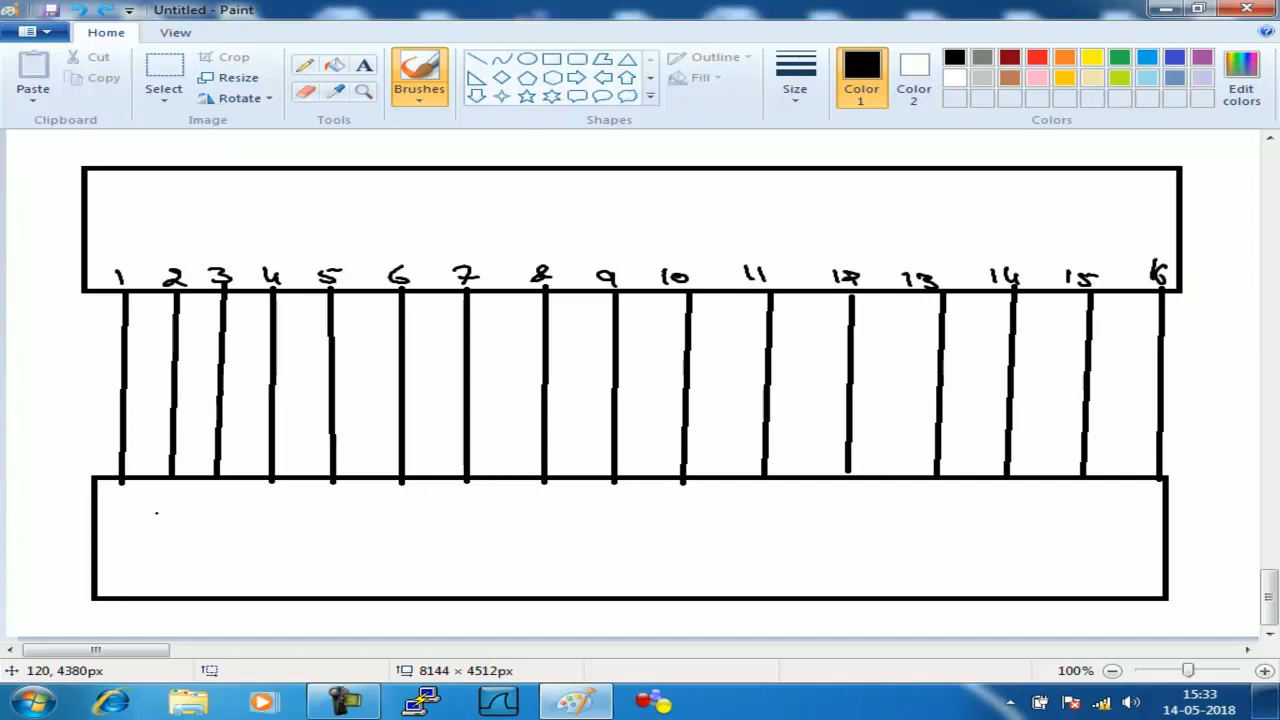 Untitled - Paint
Home View
Cut
Copy
Paste
Clipboard
Select
Crop
Resize
Rotate
Image
A
Tools
Brushes
Outline
Fill
Shapes
Size
Color 1
Color 2
Edit colors
Colors
1 2 3 4 5 6 7 8 9 10 11 12 13 14 15 16
120, 4380px
8144 × 4512px
100%
15:33
14-05-2018